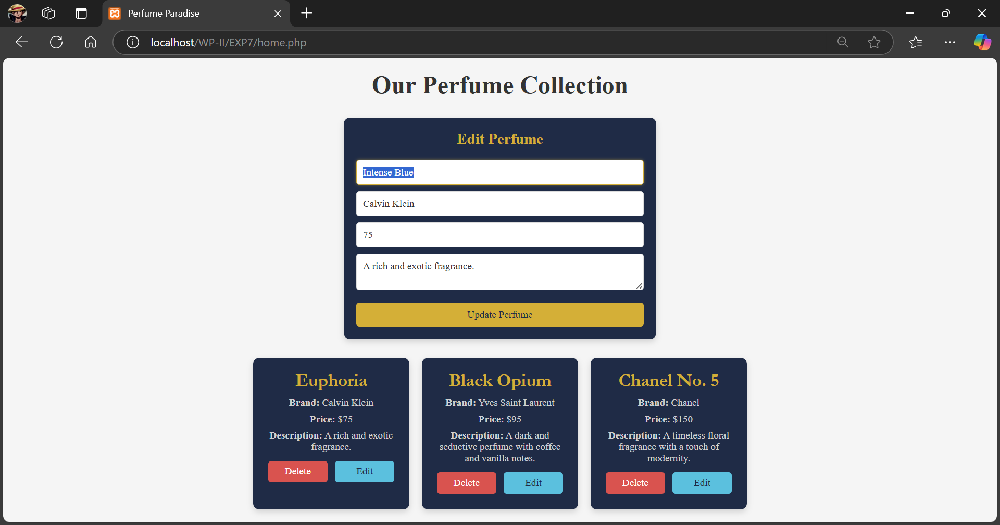 Perfume Paradise
localhost/WP-II/EXP7/home.php
Our Perfume Collection
Edit Perfume
Intense Blue
Calvin Klein
75
A rich and exotic fragrance.
Update Perfume
Euphoria
Brand: Calvin Klein
Price: $75
Description: A rich and exotic
fragrance.
Delete
Edit
Black Opium
Brand: Yves Saint Laurent
Price: $95
Description: A dark and
seductive perfume with coffee
and vanilla notes.
Delete
Edit
Chanel No. 5
Brand: Chanel
Price: $150
Description: A timeless floral
fragrance with a touch of
modernity.
Delete
Edit